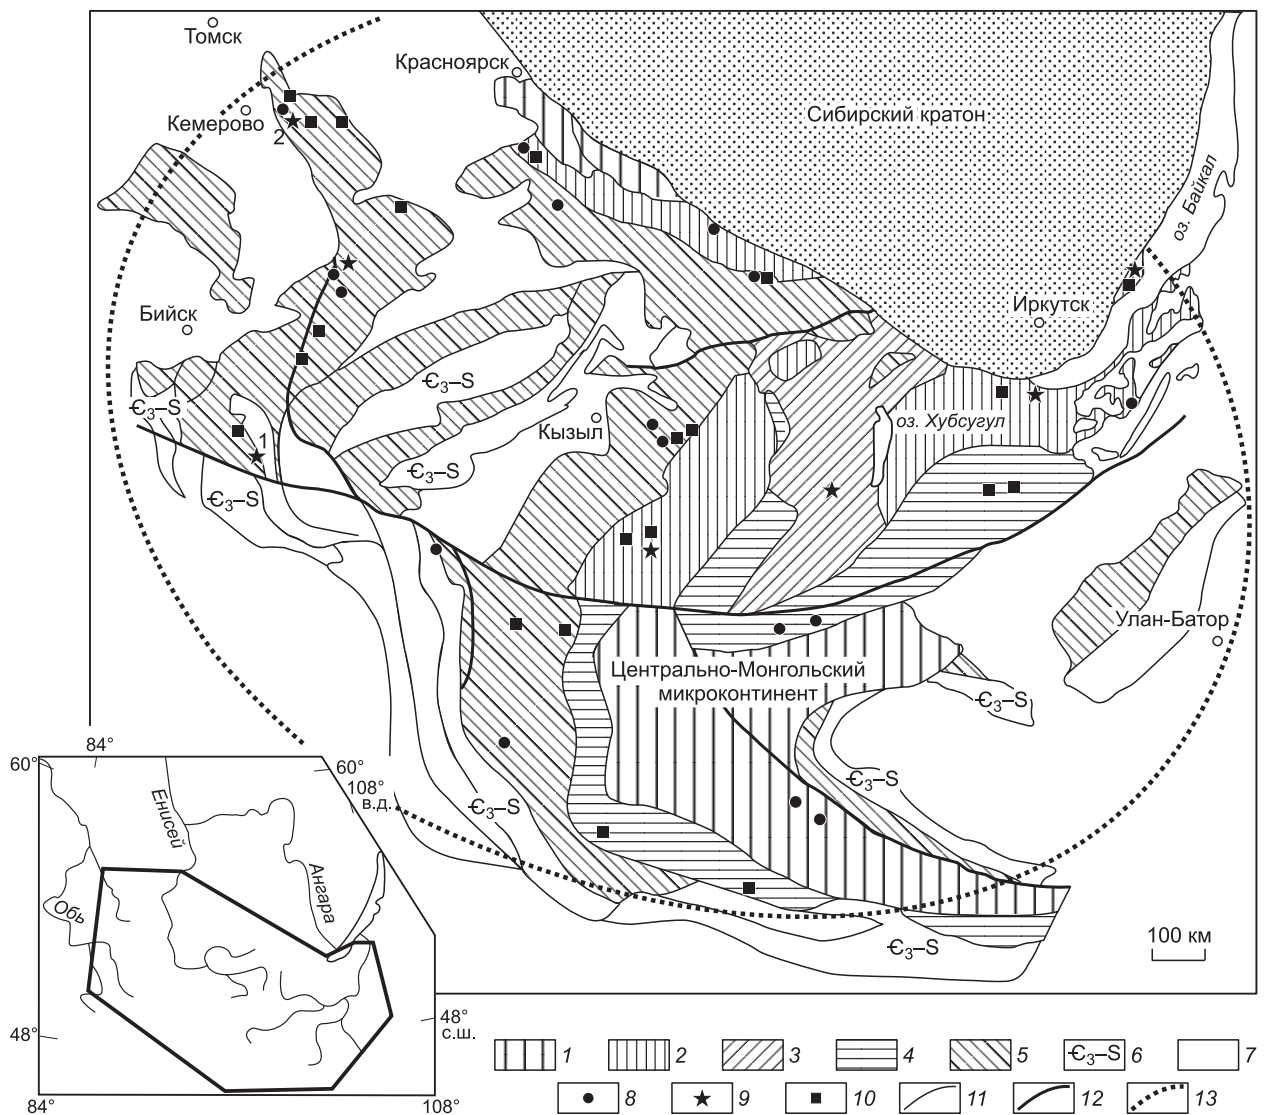 Томск
Красноярск
Кемерово
2
Сибирский кратон
оз. Байкал
1
Бийск
Иркутск
Є3–S
Є3–S
Кызыл
оз. Хубсугул
1
Є3–S
Є3–S
Улан-Батор
Центрально-Монгольский
микроконтинент
Є3–S
Є3–S
Є3–S
Є3–S
100 км
84°
60°
60°
108°
в.д.
Енисей
Ангара
Обь
48°
48°
с.ш.
84°
108°
1
2
3
4
5
Є3–S 6
7
8
9
10
11
12
13